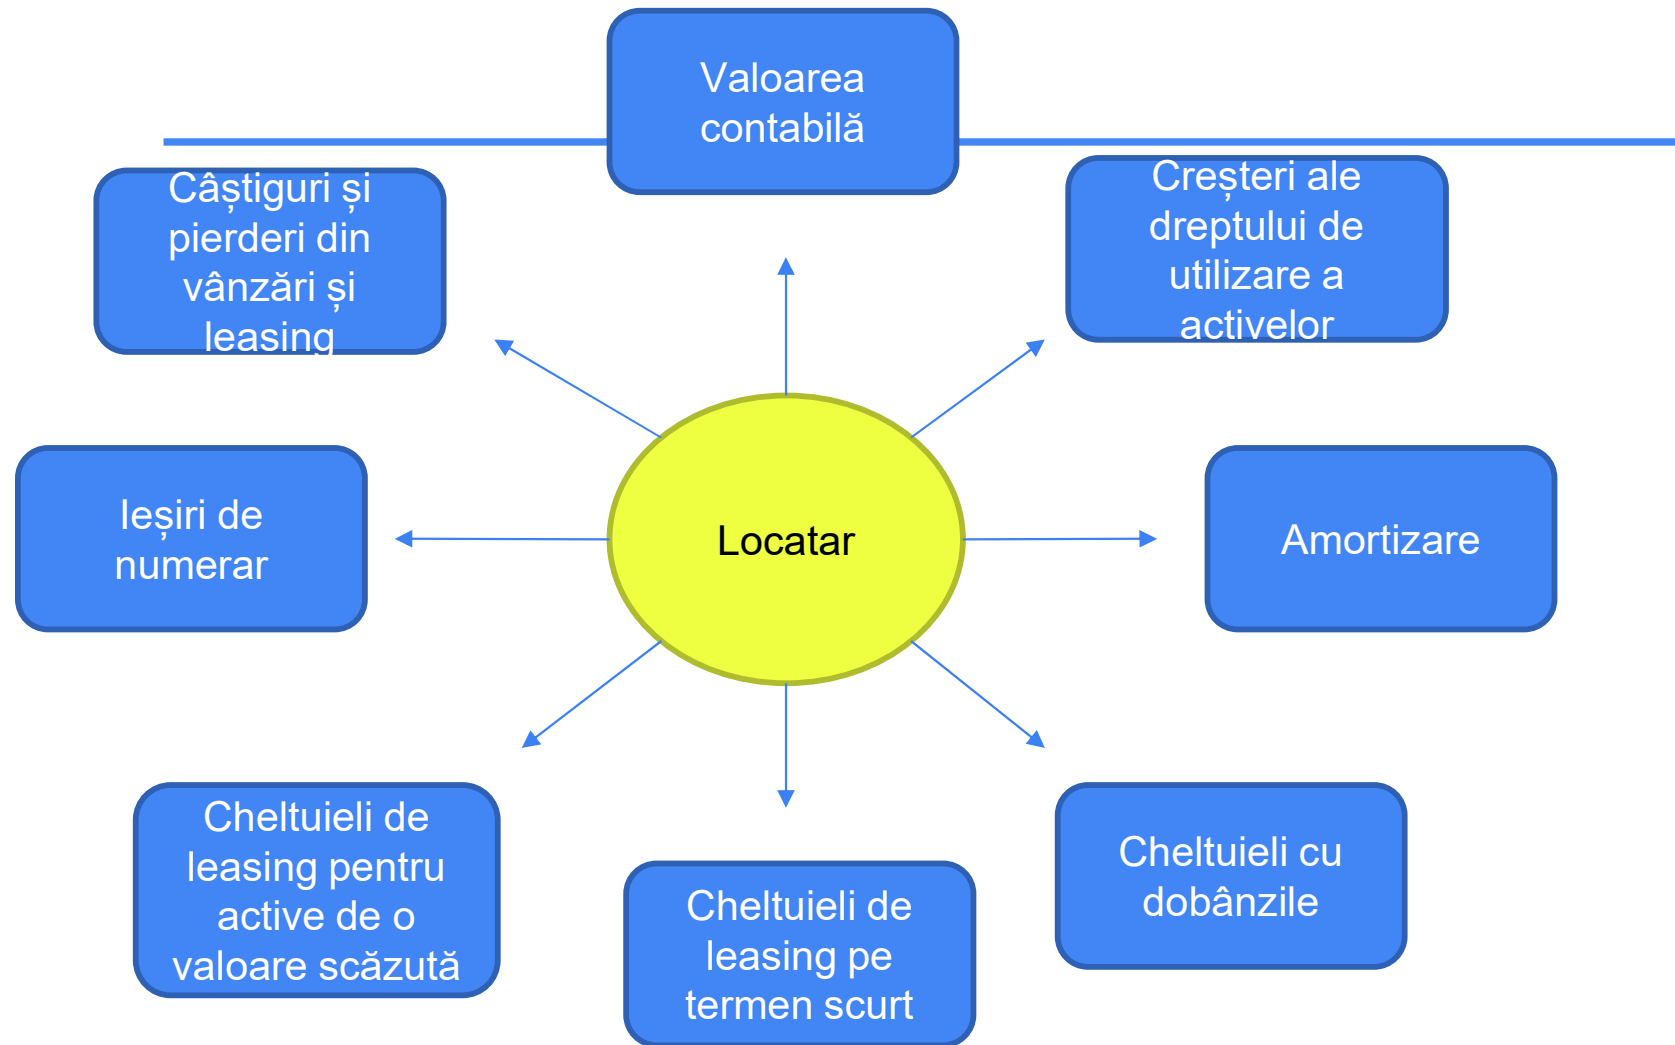 Valoarea
contabilă
Câștiguri și
pierderi din
vânzări și
leasing
Creșteri ale
dreptului de
utilizare a
activelor
Ieșiri de
numerar
Locatar
Amortizare
Cheltuieli de
leasing pentru
active de o
valoare scăzută
Cheltuieli de
leasing pe
termen scurt
Cheltuieli cu
dobânzile